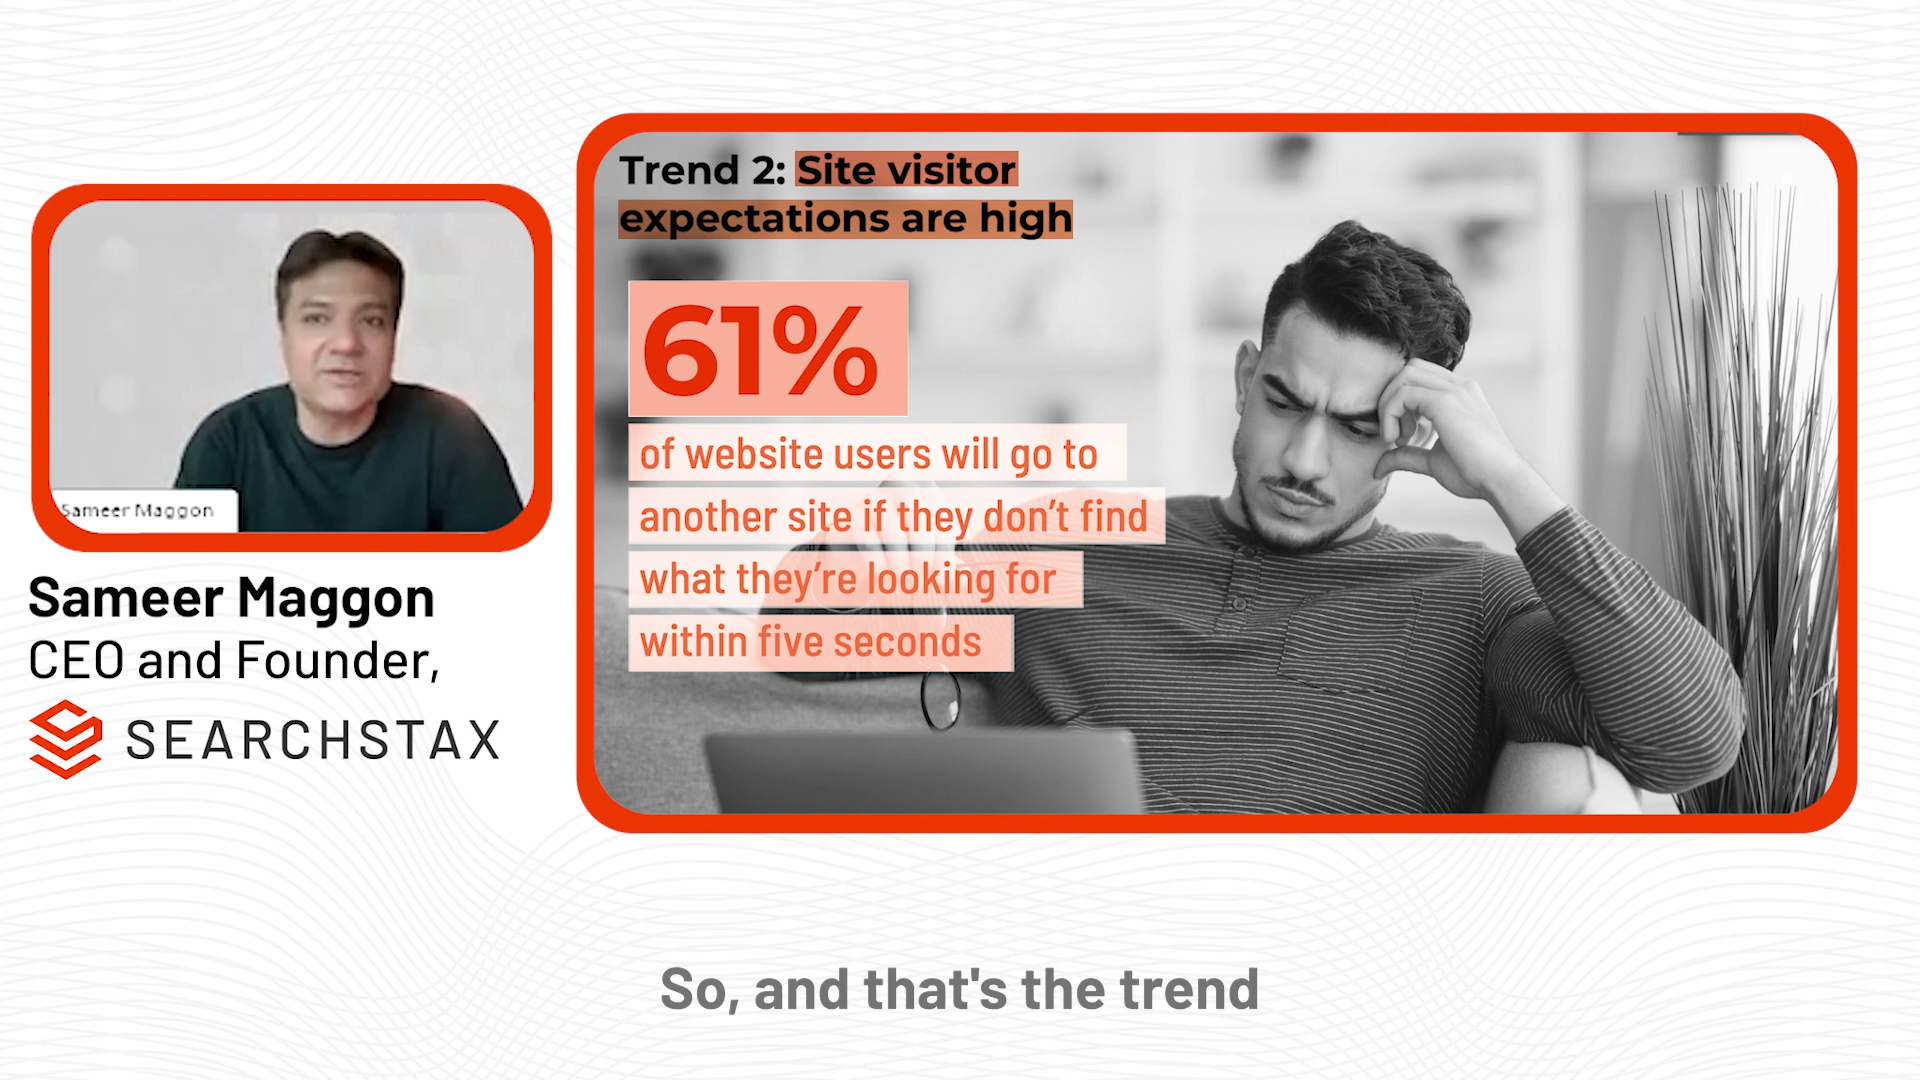 Sameer Maggon
Sameer Maggon
CEO and Founder,
SEARCHSTAX
Trend 2: Site visitor
expectations are high
61%
of website users will go to
another site if they don’t find
what they’re looking for
within five seconds
So, and that's the trend